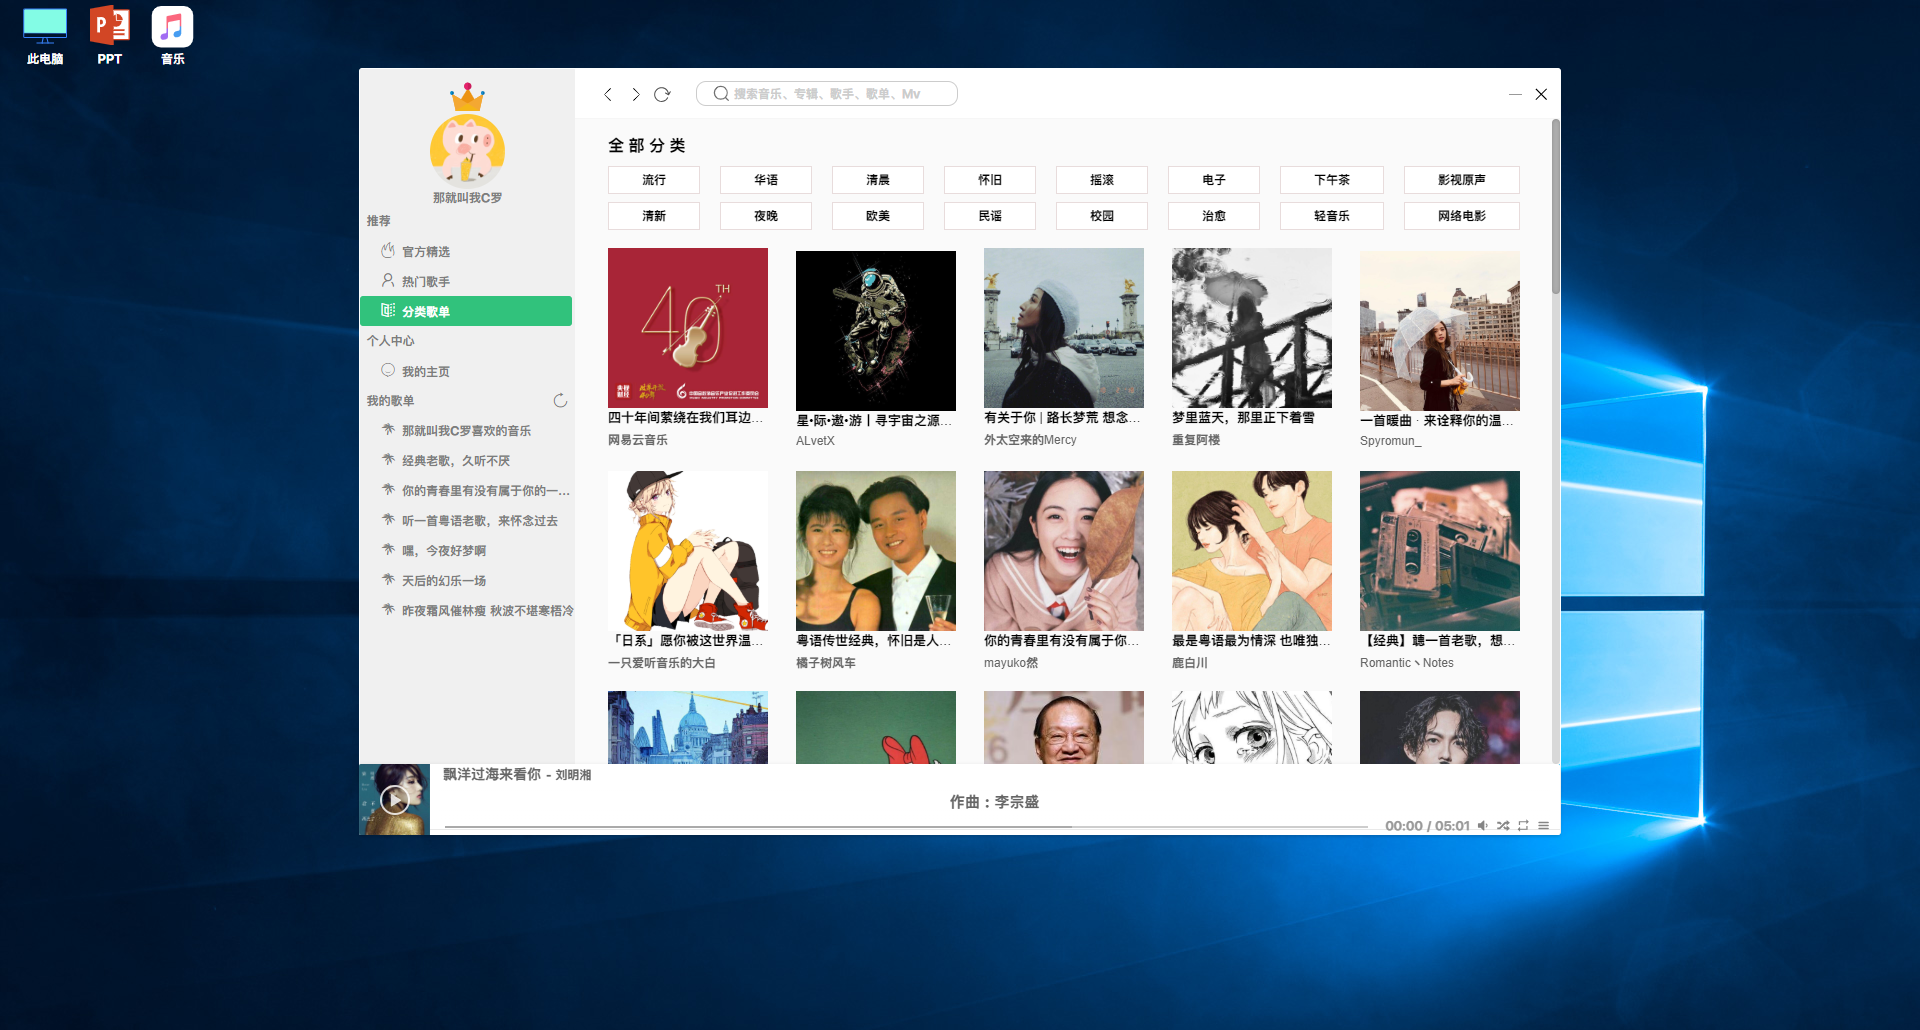 此电脑
PPT
音乐
那就叫我C罗
推荐
官方精选
热门歌手
分类歌单
个人中心
我的主页
我的歌单
那就叫我C罗喜欢的音乐
经典老歌，久听不厌
你的青春里有没有属于你的一...
听一首粤语老歌，来怀念过去
嘿，今夜好梦啊
天后的幻乐一场
昨夜霜风催林瘦 秋波不堪寒梧冷
搜索音乐、专辑、歌手、歌单、Mv
全部分类
流行 华语 清晨 怀旧 摇滚 电子 下午茶 影视原声
清新 夜晚 欧美 民谣 校园 治愈 轻音乐 网络电影
40TH
四十年间萦绕在我们耳边...
网易云音乐
星•际•遨•游丨寻宇宙之源...
ALvetX
有关于你 | 路长梦荒 想念...
外太空来的Mercy
梦里蓝天，那里正下着雪
重复阿楼
一首暖曲 · 来诠释你的温...
Spyromun_
「日系」愿你被这世界温...
一只爱听音乐的大白
粤语传世经典，怀旧是人...
橘子树风车
你的青春里有没有属于你...
mayuko然
最是粤语最为情深 也唯独...
鹿白川
【经典】聽一首老歌，想...
Romantic丶Notes
飘洋过海来看你 - 刘明湘
作曲：李宗盛
00:00 / 05:01